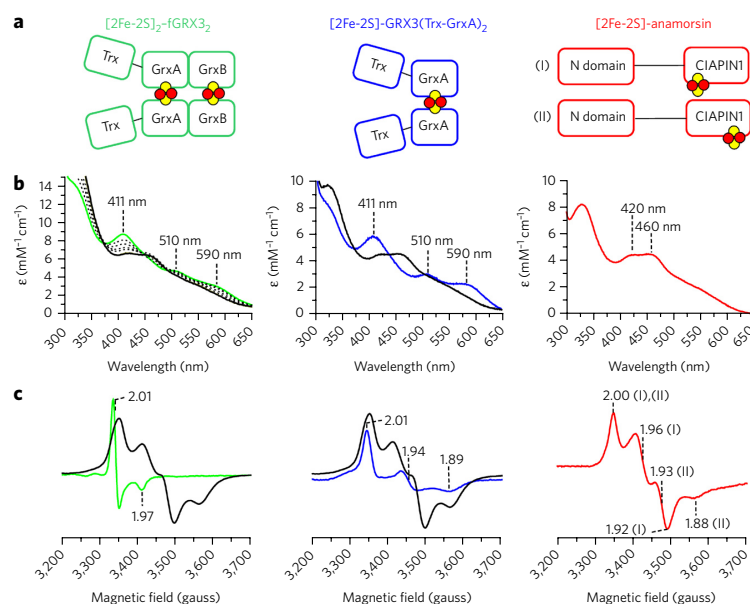 a
[2Fe-2S]₂-fGRX3₂
[2Fe-2S]-GRX3(Trx-GrxA)₂
[2Fe-2S]-anamorsin
Trx GrxA GrxB
Trx GrxA GrxB
Trx GrxA
Trx GrxA
(I) N domain CIAPIN1
(II) N domain CIAPIN1
b
ε (mM⁻¹ cm⁻¹)
14
12
10
8
6
4
2
0
411 nm
510 nm
590 nm
300 350 400 450 500 550 600 650
Wavelength (nm)
ε (mM⁻¹ cm⁻¹)
10
8
6
4
2
0
411 nm
510 nm
590 nm
300 350 400 450 500 550 600 650
Wavelength (nm)
ε (mM⁻¹ cm⁻¹)
10
8
6
4
2
0
420 nm
460 nm
300 350 400 450 500 550 600 650
Wavelength (nm)
c
2.01
1.97
3,200 3,300 3,400 3,500 3,600 3,700
Magnetic field (gauss)
2.01
1.94
1.89
3,200 3,300 3,400 3,500 3,600 3,700
Magnetic field (gauss)
2.00 (I),(II)
1.96 (I)
1.93 (II)
1.92 (I)
1.88 (II)
3,200 3,300 3,400 3,500 3,600 3,700
Magnetic field (gauss)